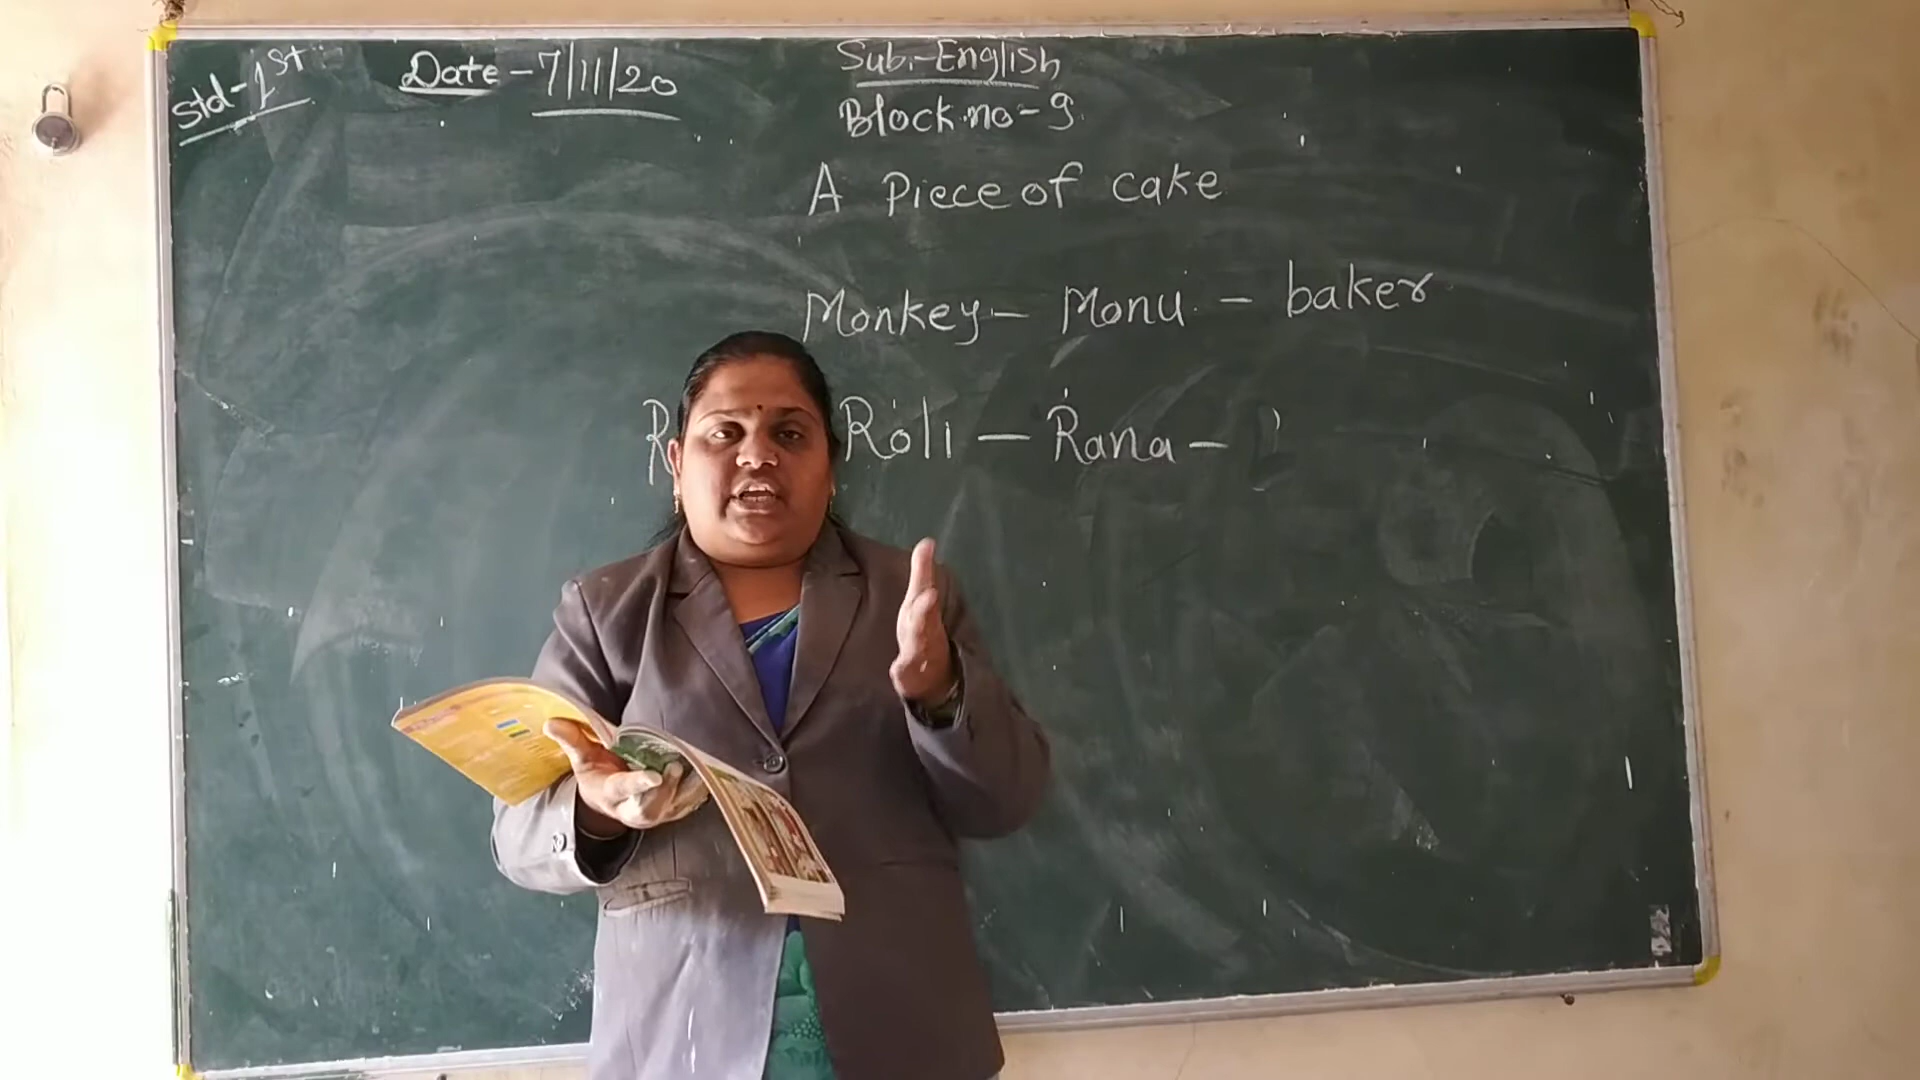 Std-1st
Date-7/11/20
Sub.-English
Block.no-9
A Piece of cake
Monkey- Monu - baker
Roli - Rana -